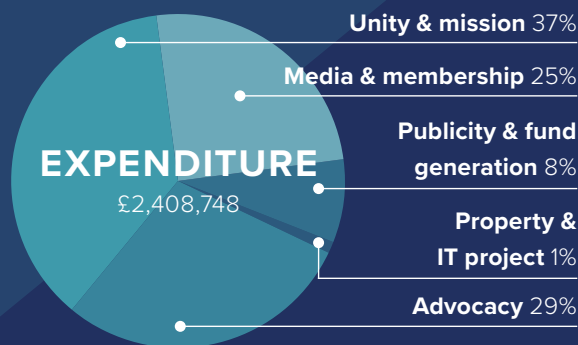 Unity & mission 37%
Media & membership 25%
Publicity & fund
generation 8%
EXPENDITURE
£2,408,748
Property &
IT project 1%
Advocacy 29%